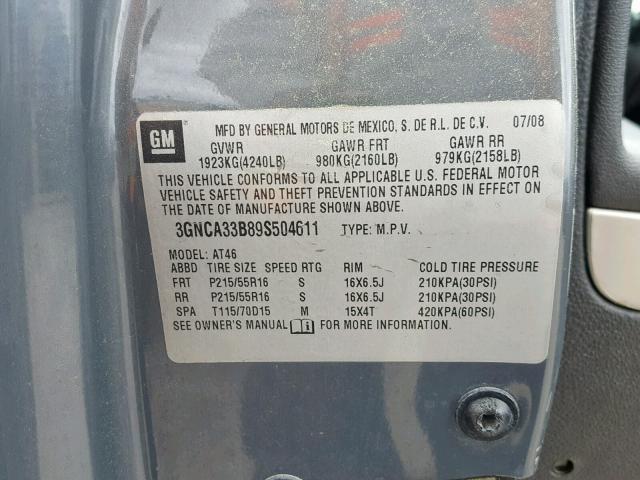 GM MFD BY GENERAL MOTORS DE MEXICO, S. DE R.L. DE C.V. 07/08
GVWR GAWR FRT GAWR RR
1923KG(4240LB) 980KG(2160LB) 979KG(2158LB)
THIS VEHICLE CONFORMS TO ALL APPLICABLE U.S. FEDERAL MOTOR
VEHICLE SAFETY AND THEFT PREVENTION STANDARDS IN EFFECT ON
THE DATE OF MANUFACTURE SHOWN ABOVE.
3GNCA33B89S504611 TYPE: M.P.V.
MODEL: AT46
ABBD TIRE SIZE SPEED RTG RIM COLD TIRE PRESSURE
FRT P215/55R16 S 16X6.5J 210KPA(30PSI)
RR P215/55R16 S 16X6.5J 210KPA(30PSI)
SPA T115/70D15 M 15X4T 420KPA(60PSI)
SEE OWNER'S MANUAL FOR MORE INFORMATION.